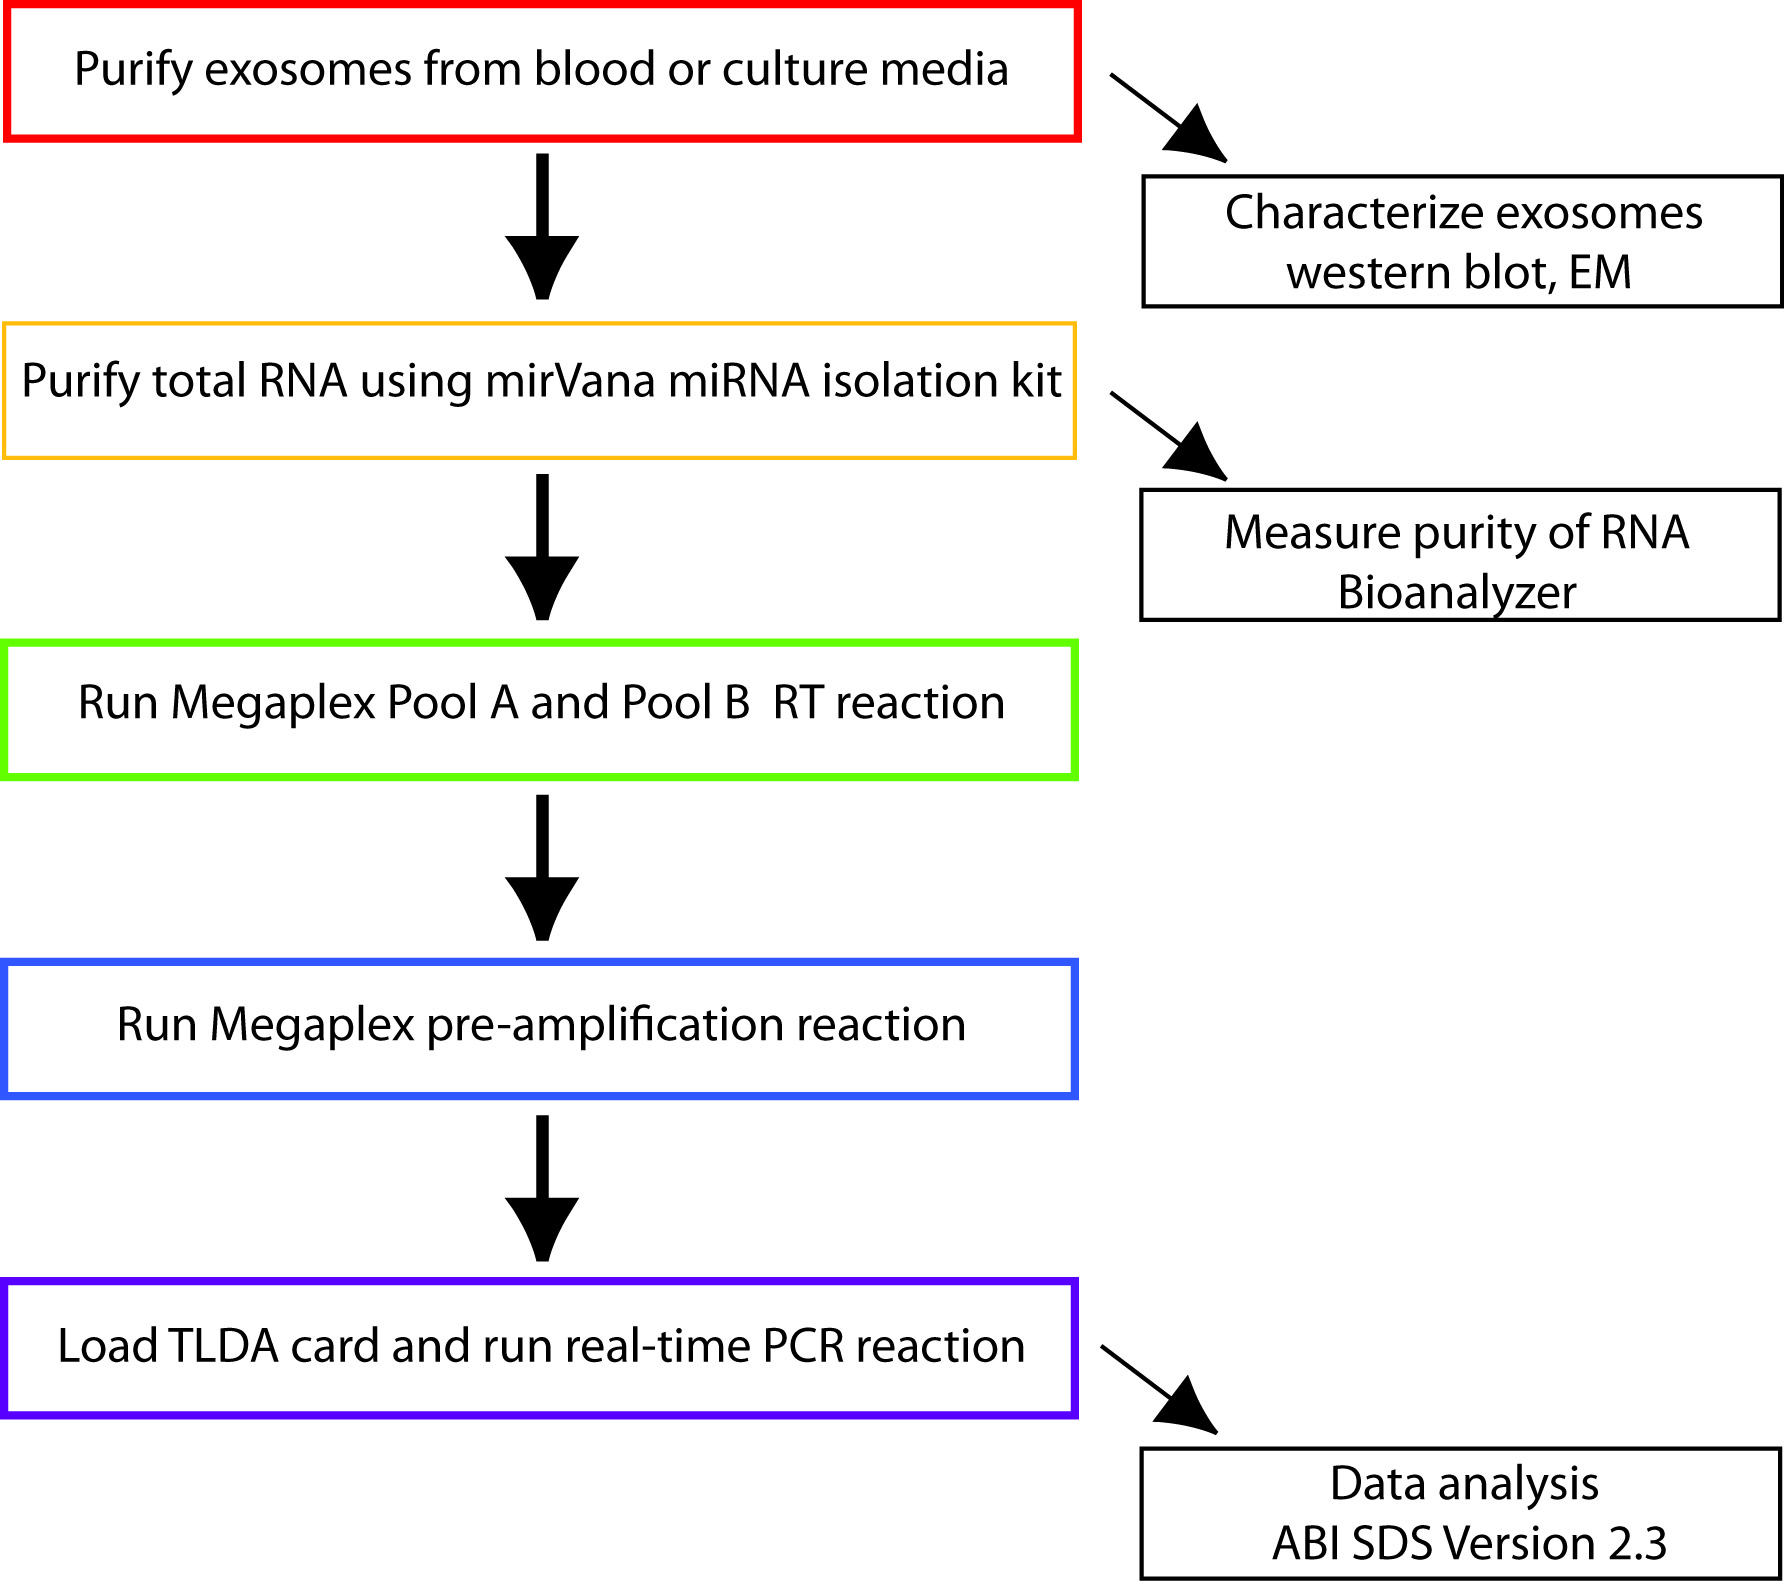 Purify exosomes from blood or culture media
Characterize exosomes
western blot, EM
Purify total RNA using mirVana miRNA isolation kit
Measure purity of RNA
Bioanalyzer
Run Megaplex Pool A and Pool B  RT reaction
Run Megaplex pre-amplification reaction
Load TLDA card and run real-time PCR reaction
Data analysis
ABI SDS Version 2.3